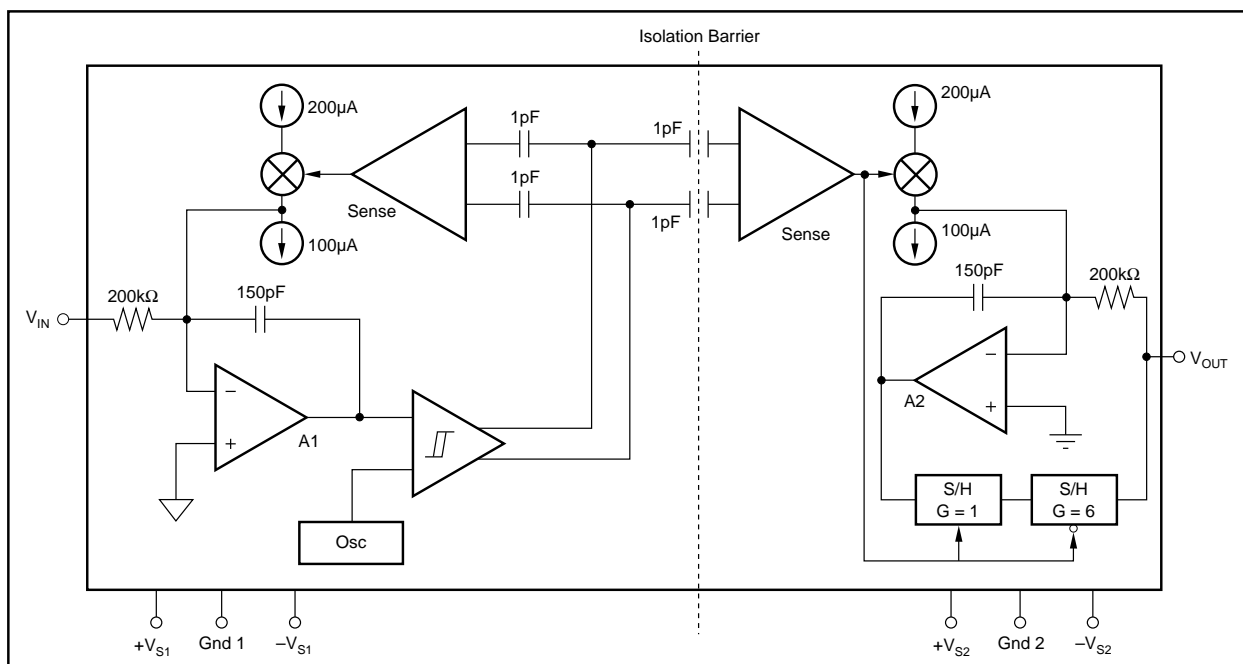 Isolation Barrier
200µA
1pF
1pF
200µA
1pF
1pF
Sense
Sense
100µA
100µA
200kΩ
150pF
150pF
200kΩ
V_IN
V_OUT
–
–
A2
+
A1
+
S/H
G = 1
S/H
G = 6
Osc
+V_S1
Gnd 1
–V_S1
+V_S2
Gnd 2
–V_S2